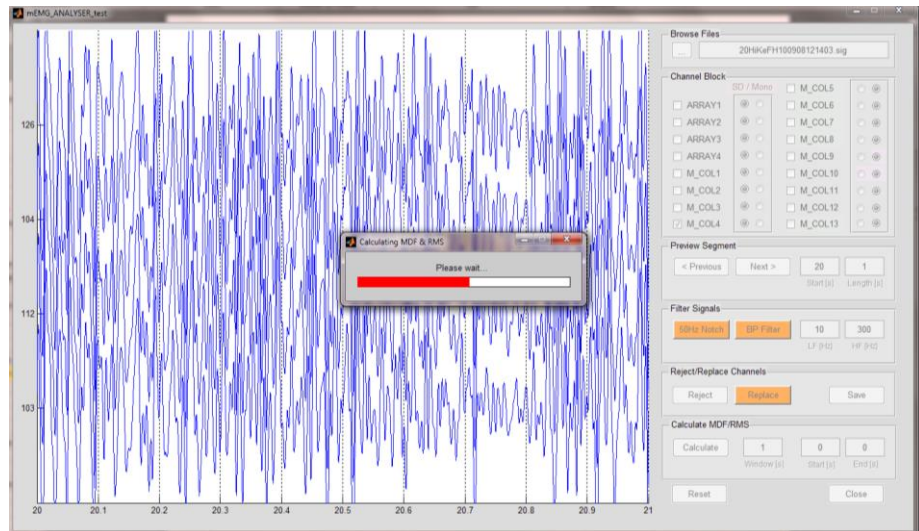 mEMG_ANALYSER_test
126
104
112
103
20 20.1 20.2 20.3 20.4 20.5 20.6 20.7 20.8 20.9 21
Calculating MDF & RMS
Please wait...
Browse Files
... 20HiKeFH100908121403.sig
Channel Block
SD / Mono
ARRAY1
ARRAY2
ARRAY3
ARRAY4
M_COL1
M_COL2
M_COL3
M_COL4
M_COL5
M_COL6
M_COL7
M_COL8
M_COL9
M_COL10
M_COL11
M_COL12
M_COL13
Preview Segment
< Previous Next > 20 1
Start [s] Length [s]
Filter Signals
50Hz Notch BP Filter 10 300
LF [Hz] HF [Hz]
Reject/Replace Channels
Reject Replace Save
Calculate MDF/RMS
Calculate 1 0 0
Window [s] Start [s] End [s]
Reset Close